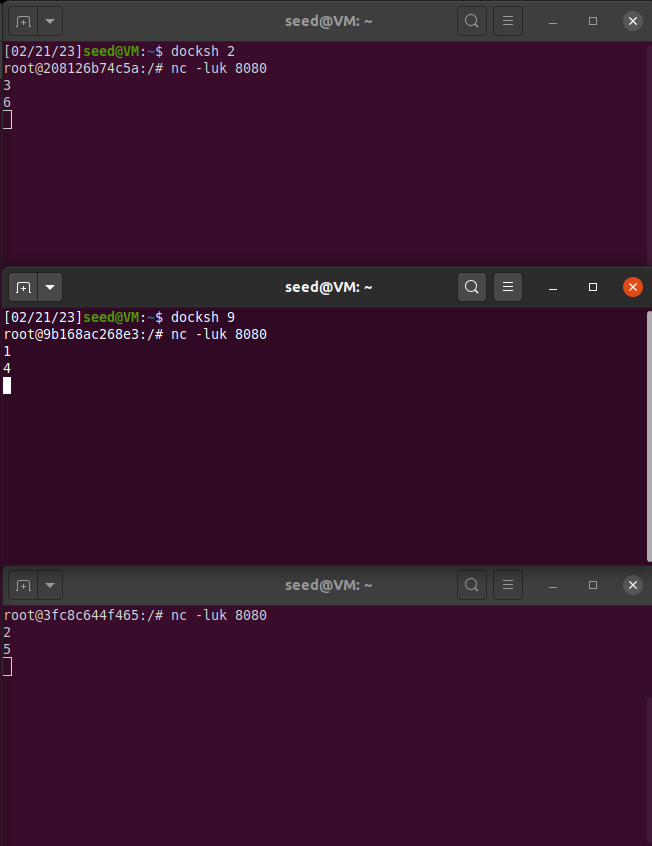 seed@VM: ~
[02/21/23]seed@VM:~$ docksh 2
root@208126b74c5a:/# nc -luk 8080
3
6
seed@VM: ~
[02/21/23]seed@VM:~$ docksh 9
root@9b168ac268e3:/# nc -luk 8080
1
4
seed@VM: ~
root@3fc8c644f465:/# nc -luk 8080
2
5